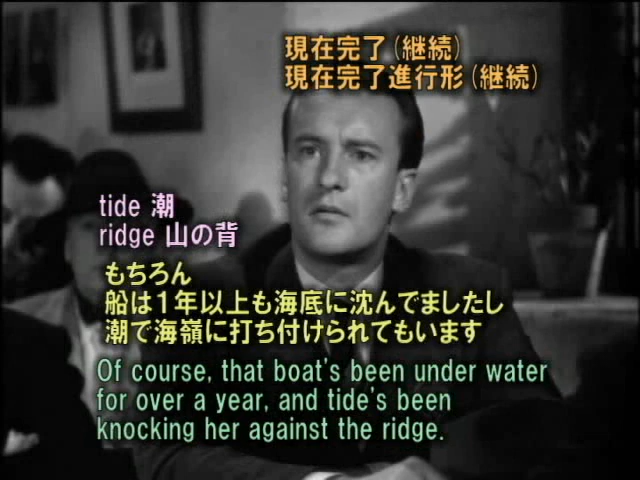 現在完了(継続)
現在完了進行形(継続)
tide 潮
ridge 山の背
もちろん
船は１年以上も海底に沈んでましたし
潮で海嶺に打ち付けられてもいます
Of course, that boat's been under water
for over a year, and tide's been
knocking her against the ridge.